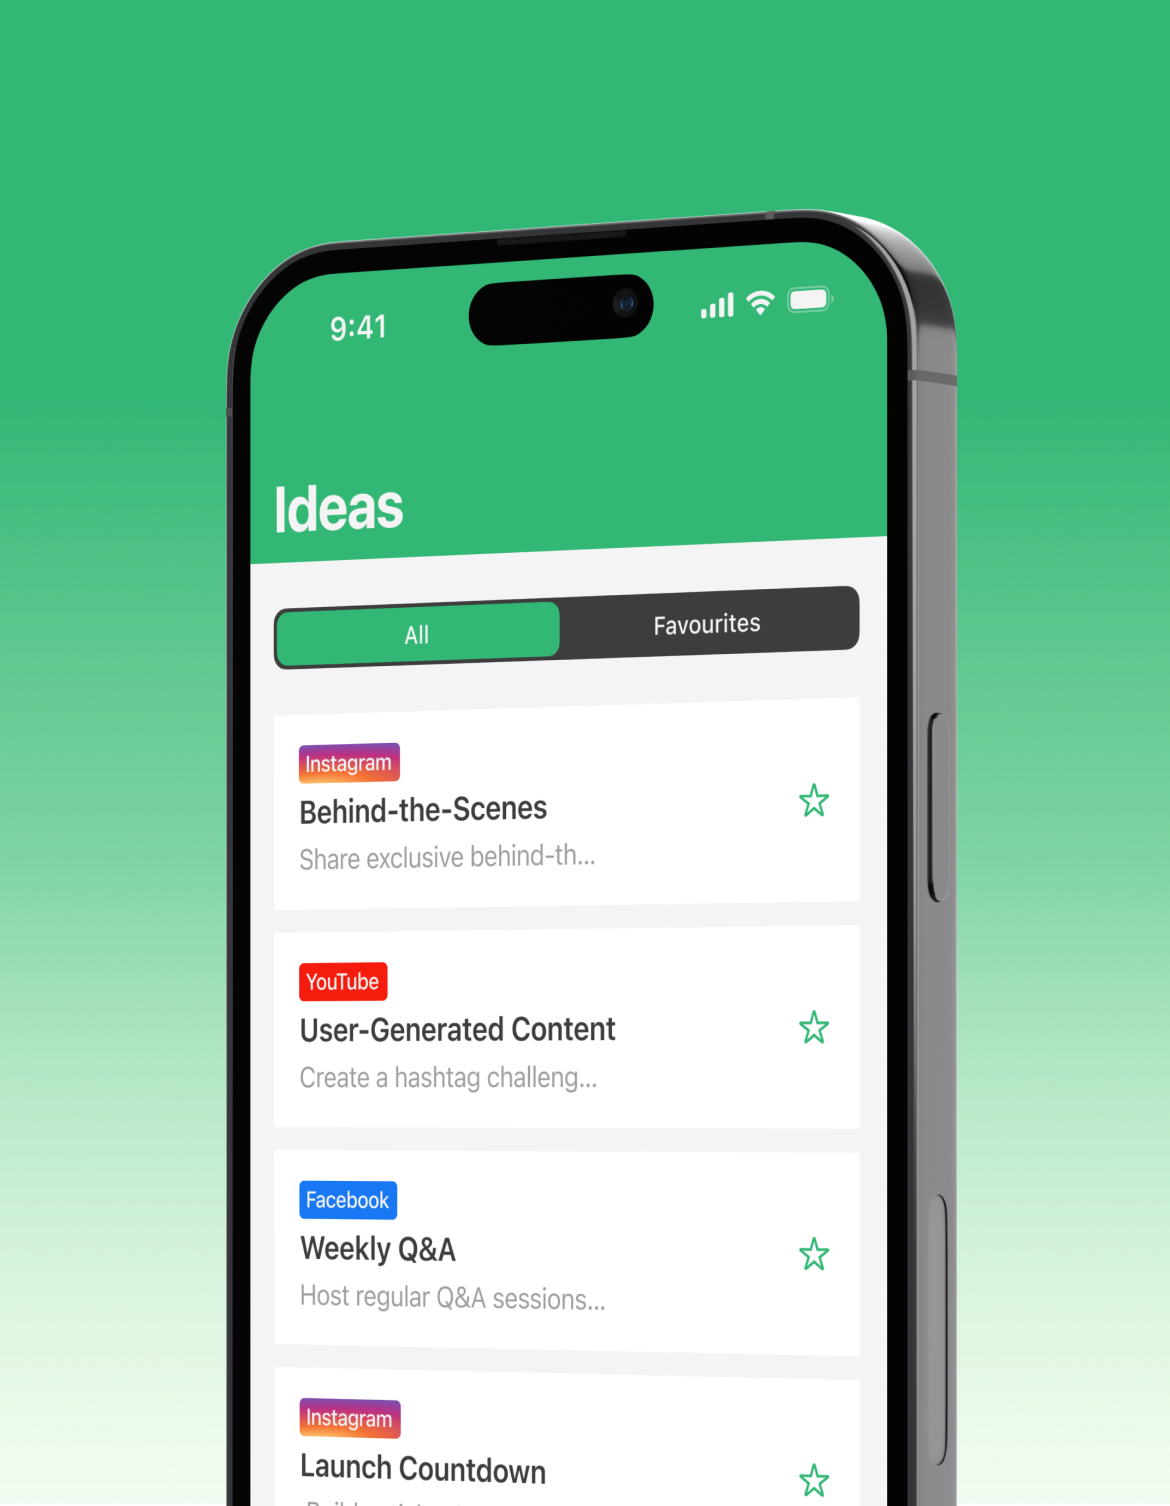 9:41
Ideas
All
Favourites
Instagram
Behind-the-Scenes
Share exclusive behind-th...
YouTube
User-Generated Content
Create a hashtag challeng...
Facebook
Weekly Q&A
Host regular Q&A sessions...
Instagram
Launch Countdown